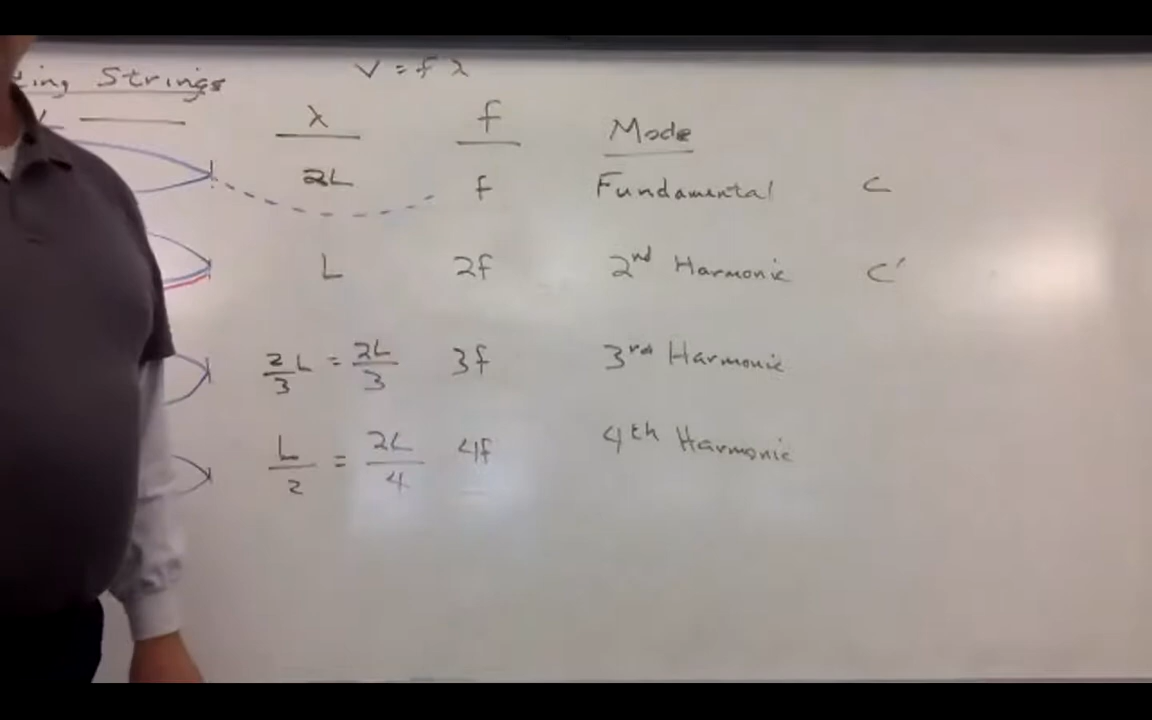 Strings
V = f λ
λ f Mode
2L f Fundamental C
L 2f 2nd Harmonic C'
2/3 L = 2L/3 3f 3rd Harmonic
L/2 = 2L/4 4f 4th Harmonic